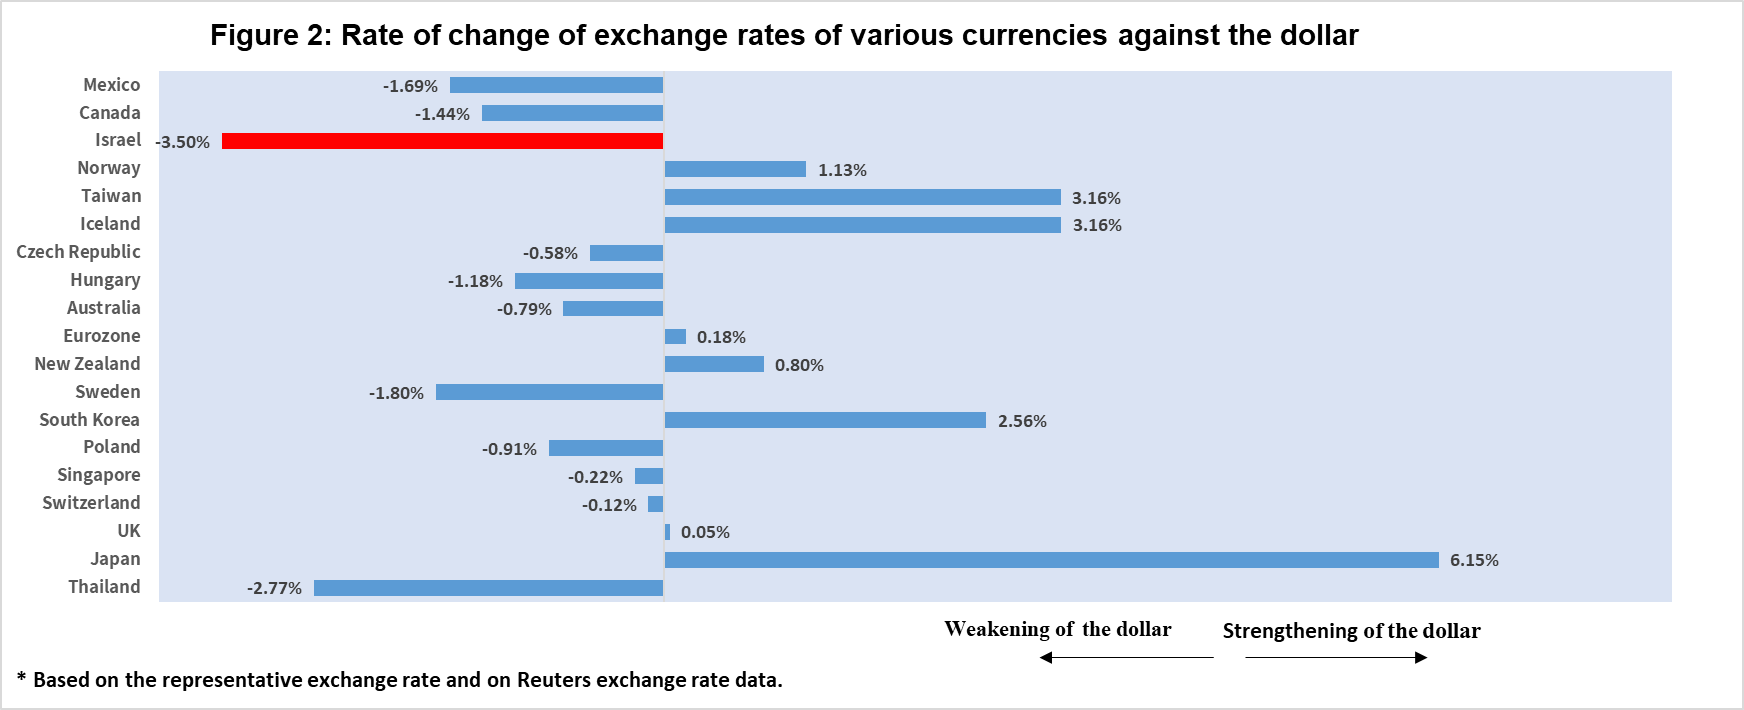 Figure 2: Rate of change of exchange rates of various currencies against the dollar
Mexico -1.69%
Canada -1.44%
Israel -3.50%
Norway 1.13%
Taiwan 3.16%
Iceland 3.16%
Czech Republic -0.58%
Hungary -1.18%
Australia -0.79%
Eurozone 0.18%
New Zealand 0.80%
Sweden -1.80%
South Korea 2.56%
Poland -0.91%
Singapore -0.22%
Switzerland -0.12%
UK 0.05%
Japan 6.15%
Thailand -2.77%
Weakening of the dollar Strengthening of the dollar
* Based on the representative exchange rate and on Reuters exchange rate data.